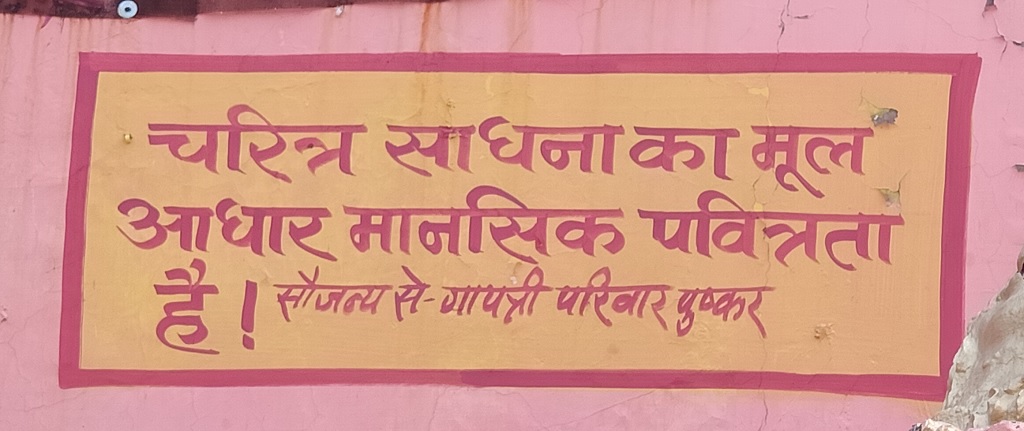 चरित्र साधना का मूल
आधार मानसिक पवित्रता
है! सौजन्य से- गायत्री परिवार पुष्कर